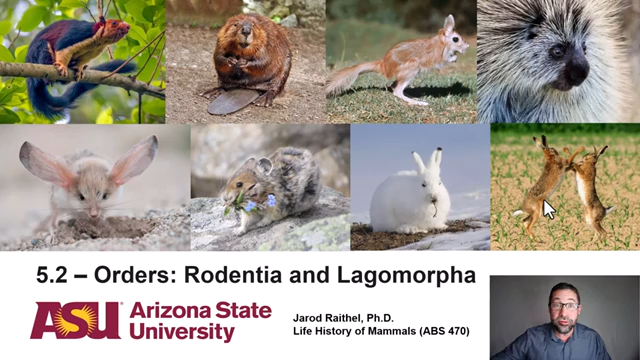 5.2 – Orders: Rodentia and Lagomorpha
ASU Arizona State
University
Jarod Raithel, Ph.D.
Life History of Mammals (ABS 470)